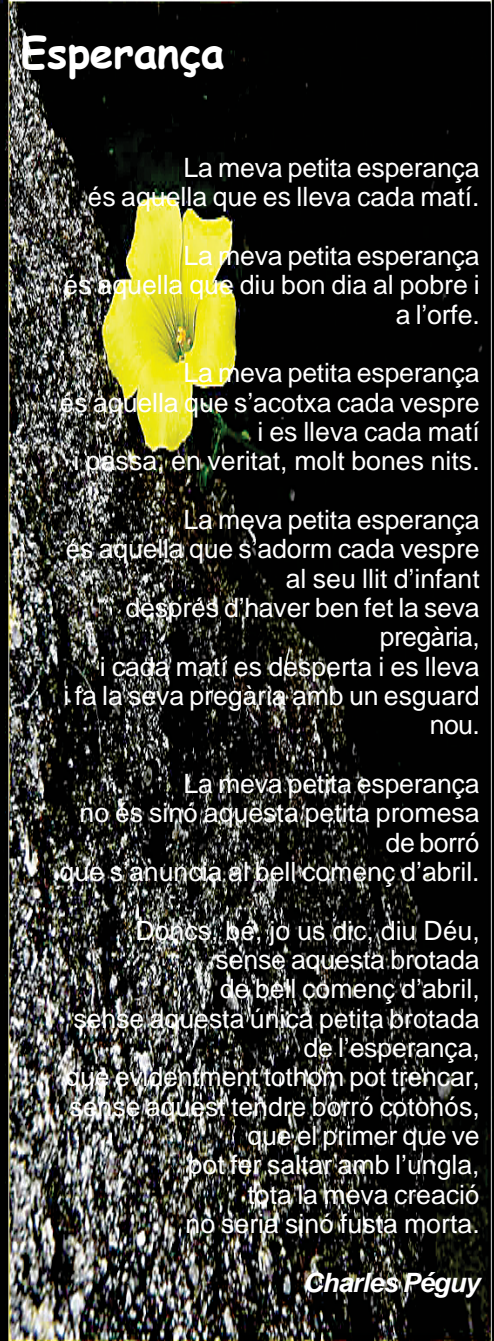 Esperança
La meva petita esperança
és aquella que es lleva cada matí.
La meva petita esperança
és aquella que diu bon dia al pobre i
a l’orfe.
La meva petita esperança
és aquella que s’acotxa cada vespre
i es lleva cada matí
i passa, en veritat, molt bones nits.
La meva petita esperança
és aquella que s’adorm cada vespre
al seu llit d’infant
després d’haver ben fet la seva
pregària,
i cada matí es desperta i es lleva
i fa la seva pregària amb un esguard
nou.
La meva petita esperança
no és sinó aquesta petita promesa
de borró
que s’anuncia al bell començ d’abril.
Doncs, bé, jo us dic, diu Déu,
sense aquesta brotada
de bell començ d’abril,
sense aquesta única petita brotada
de l’esperança,
que evidentment tothom pot trencar,
sense aquest tendre borró cotonós,
que el primer que ve
pot fer saltar amb l’ungla,
tota la meva creació
no seria sinó fusta morta.
Charles Péguy